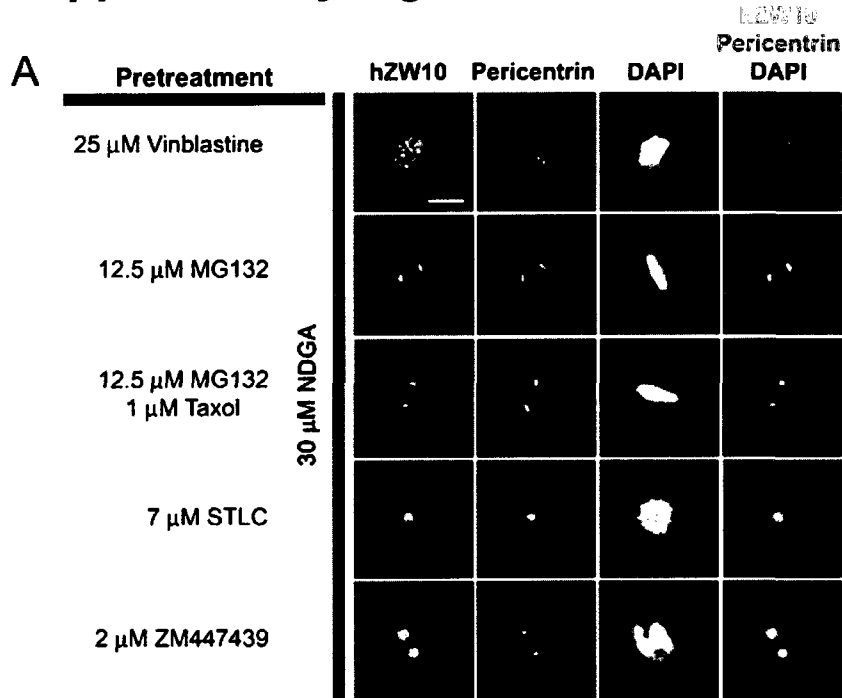 A
Pretreatment
hZW10 Pericentrin DAPI
hZW10
Pericentrin
DAPI
25 μM Vinblastine
12.5 μM MG132
12.5 μM MG132
1 μM Taxol
7 μM STLC
2 μM ZM447439
30 μM NDGA